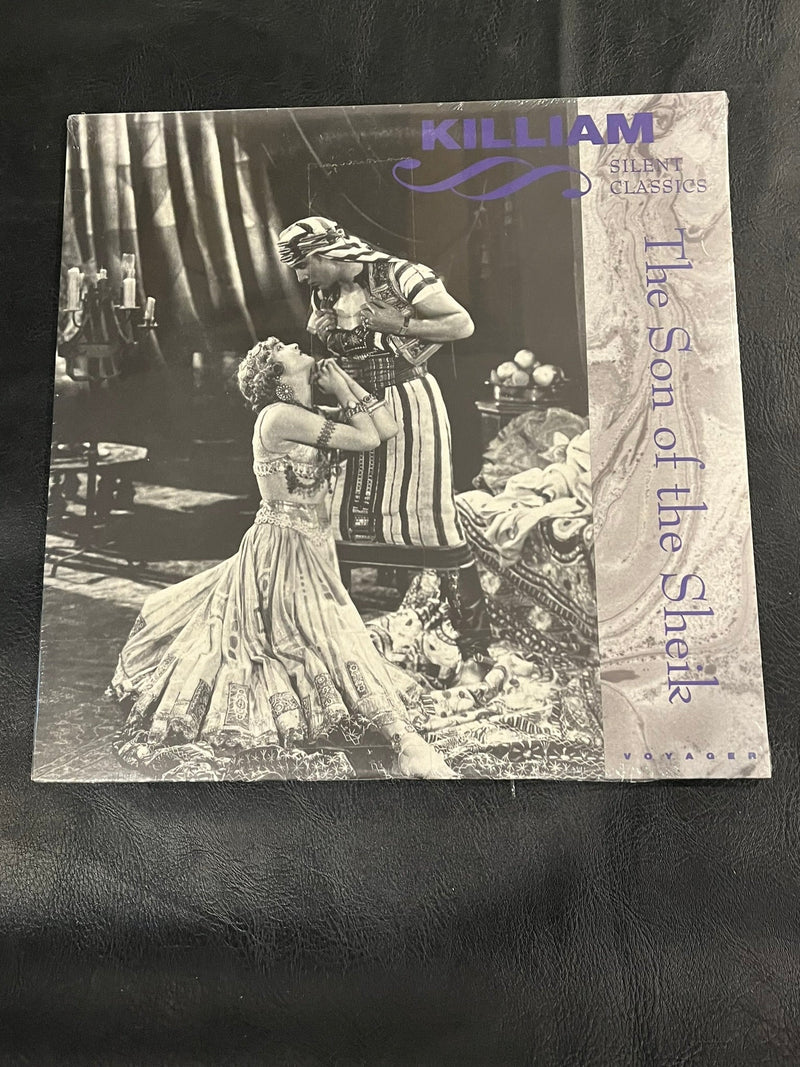 KILLIAM
SILENT
CLASSICS
The Son of the Sheik
VOYAGER